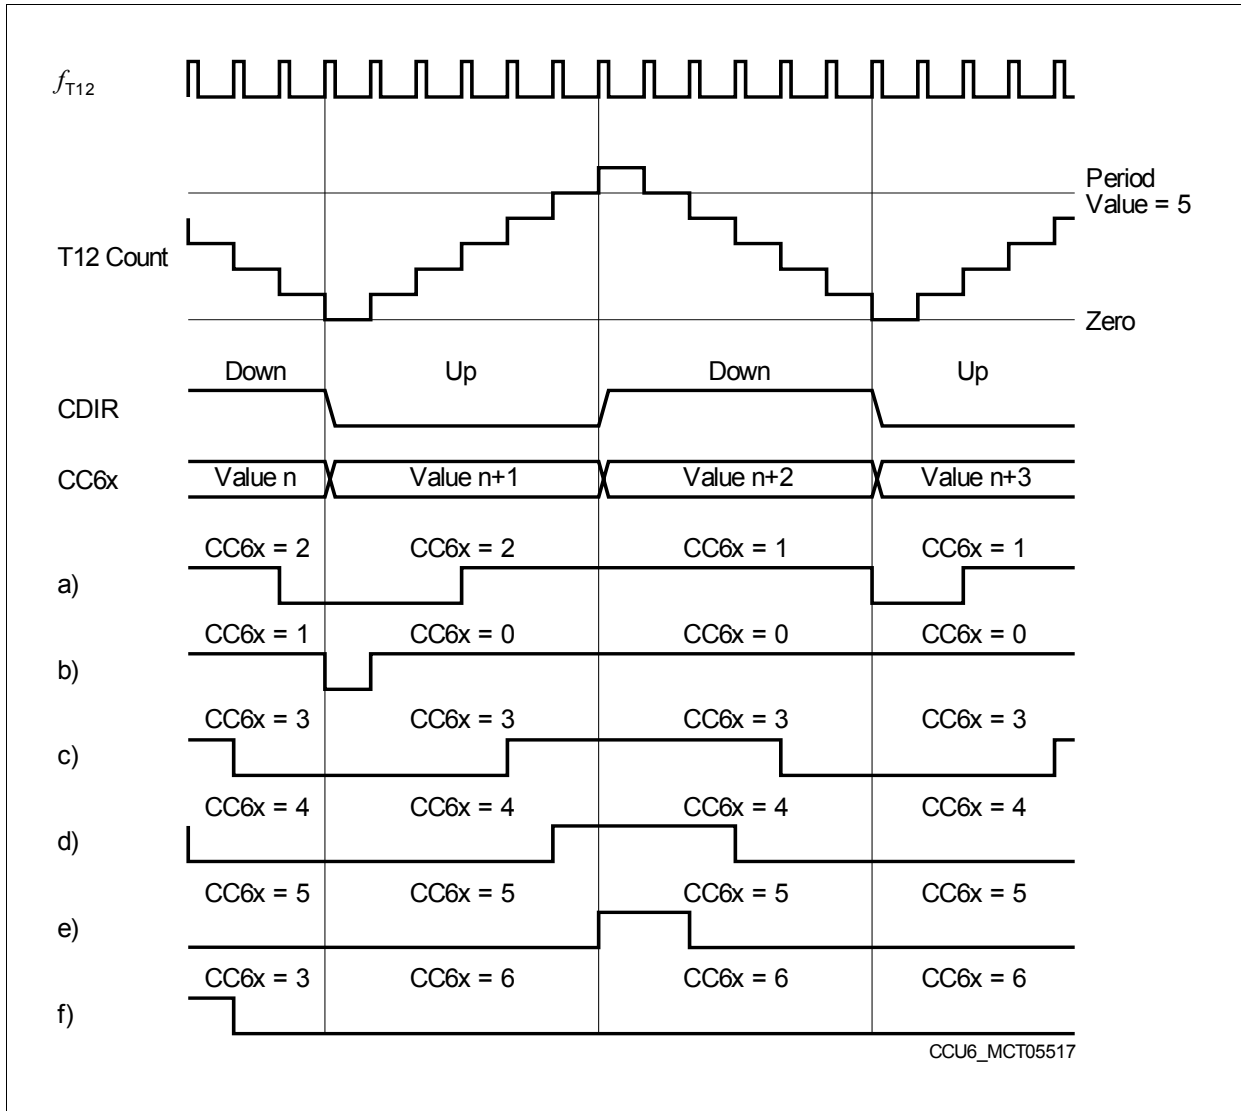 fT12
Period
Value = 5
T12 Count
Zero
Down Up Down Up
CDIR
CC6x Value n Value n+1 Value n+2 Value n+3
CC6x = 2 CC6x = 2 CC6x = 1 CC6x = 1
a)
CC6x = 1 CC6x = 0 CC6x = 0 CC6x = 0
b)
CC6x = 3 CC6x = 3 CC6x = 3 CC6x = 3
c)
CC6x = 4 CC6x = 4 CC6x = 4 CC6x = 4
d)
CC6x = 5 CC6x = 5 CC6x = 5 CC6x = 5
e)
CC6x = 3 CC6x = 6 CC6x = 6 CC6x = 6
f)
CCU6_MCT05517